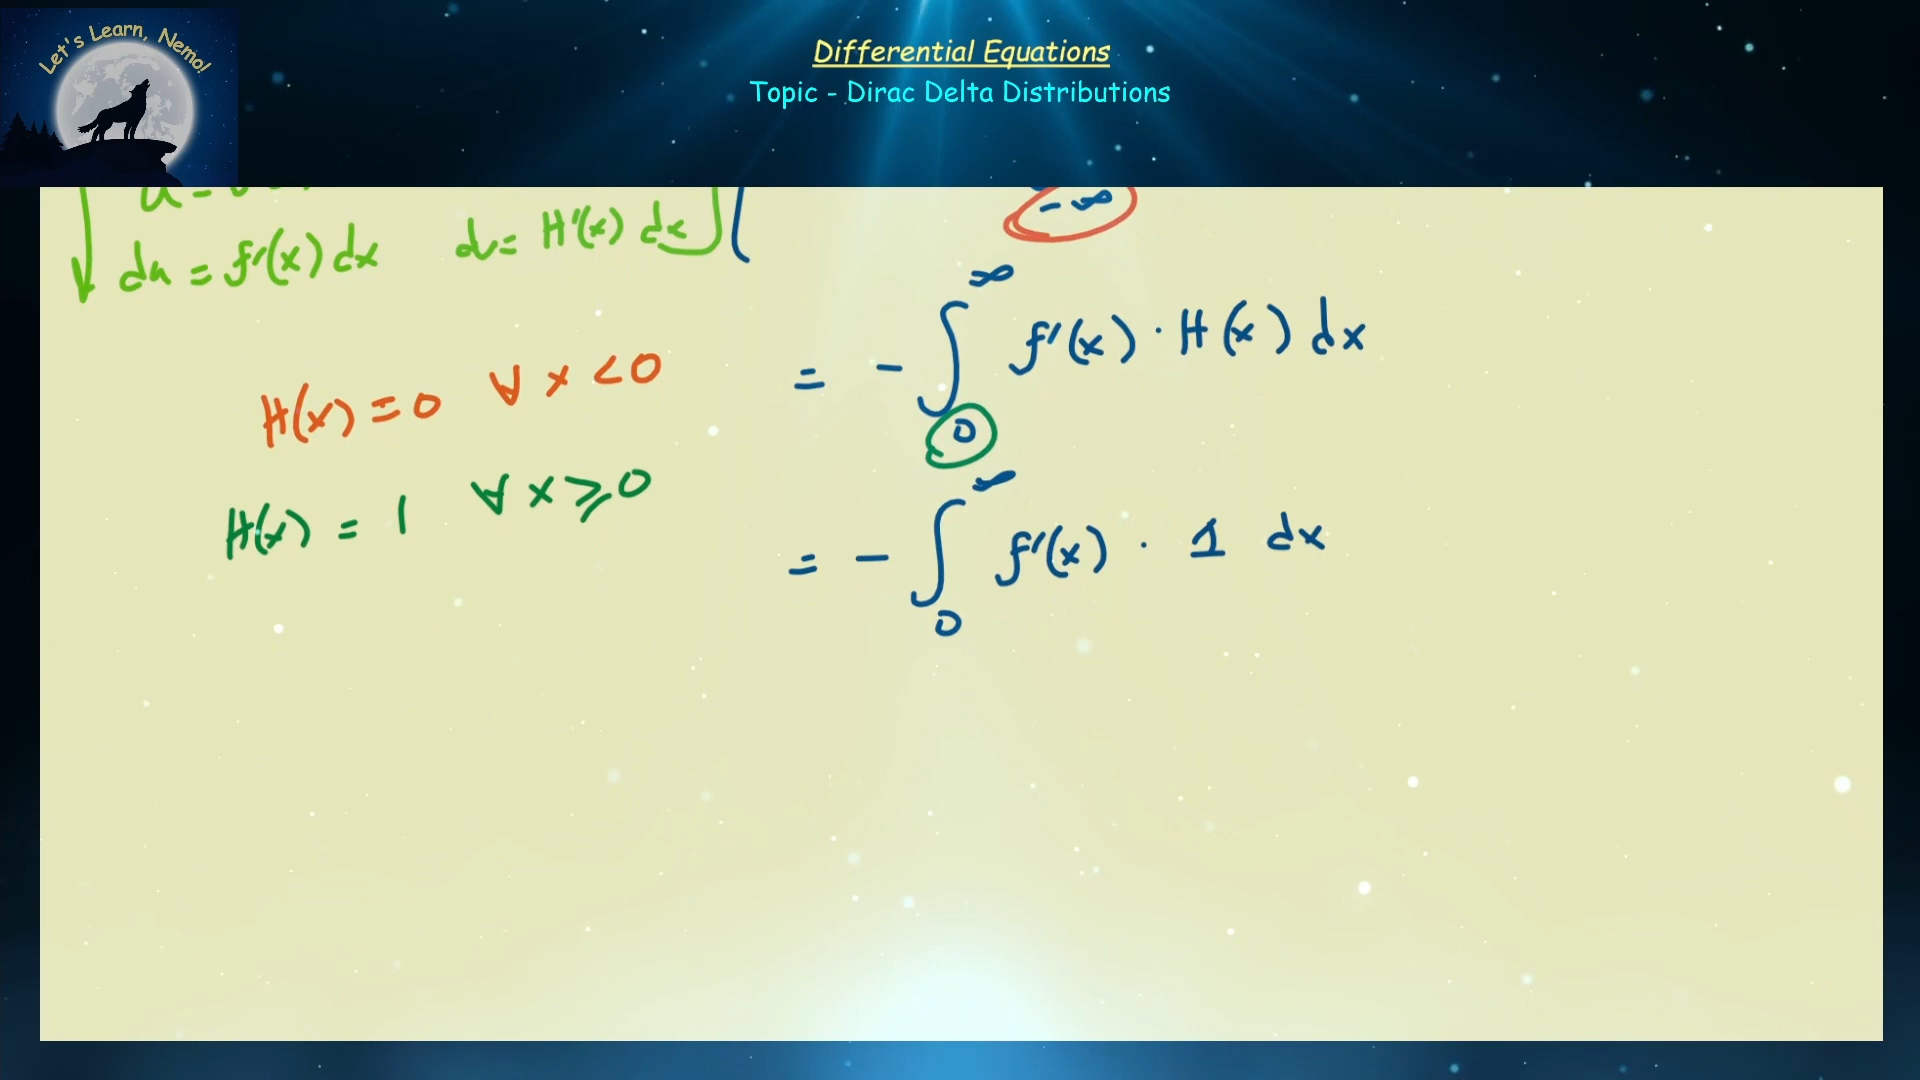 Let's Learn, Nemo!
Differential Equations
Topic - Dirac Delta Distributions
u =
du = f'(x) dx dv = H'(x) dx
-∞
= - ∫₀^∞ f'(x) · H(x) dx
H(x) = 0 ∀ x < 0
H(x) = 1 ∀ x ⩾ 0
= - ∫₀^∞ f'(x) · 1 dx